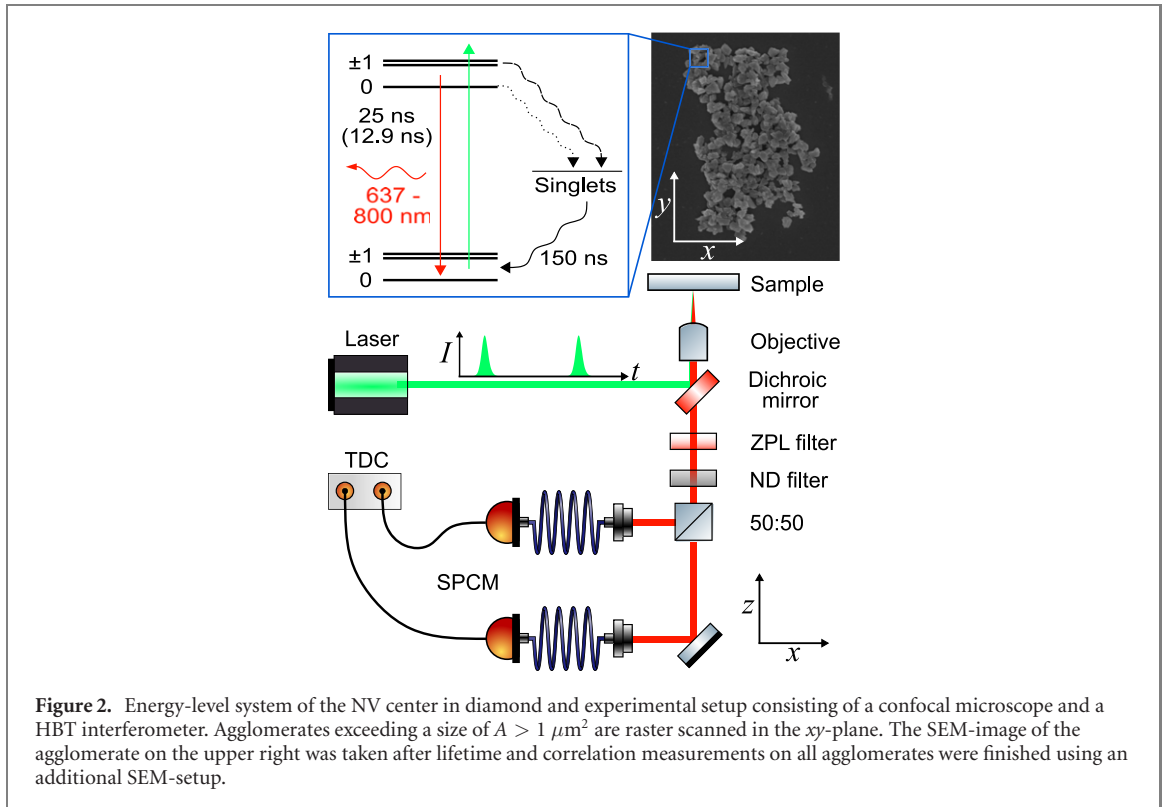 ±1
0
25 ns
(12.9 ns)
637 -
800 nm
Singlets
±1
0
150 ns
y
x
Sample
Laser
I
t
Objective
Dichroic
mirror
ZPL filter
TDC
ND filter
50:50
SPCM
z
x
Figure 2. Energy-level system of the NV center in diamond and experimental setup consisting of a confocal microscope and a
HBT interferometer. Agglomerates exceeding a size of A > 1 μm² are raster scanned in the xy-plane. The SEM-image of the
agglomerate on the upper right was taken after lifetime and correlation measurements on all agglomerates were finished using an
additional SEM-setup.